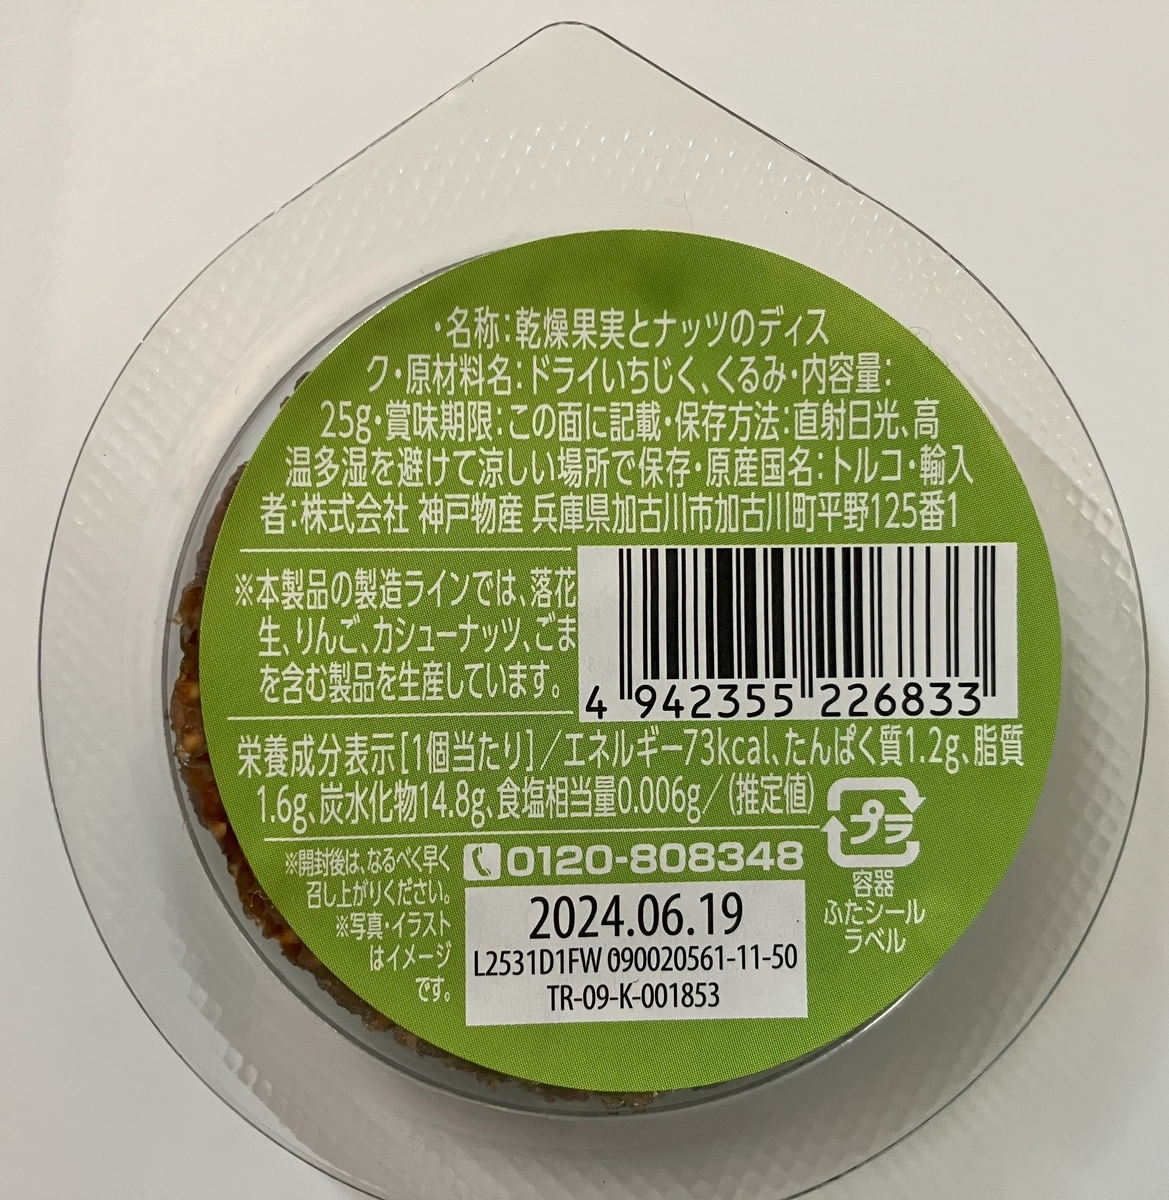 ・名称：乾燥果実とナッツのディス
ク・原材料名：ドライいちじく、くるみ・内容量：
25g・賞味期限：この面に記載・保存方法：直射日光、高
温多湿を避けて涼しい場所で保存・原産国名：トルコ・輸入
者：株式会社 神戸物産 兵庫県加古川市加古川町平野125番1
※本製品の製造ラインでは、落花
生、りんご、カシューナッツ、ごま
を含む製品を生産しています。
4 942355 226833
栄養成分表示［1個当たり］／エネルギー73kcal、たんぱく質1.2g、脂質
1.6g、炭水化物14.8g、食塩相当量0.006g／（推定値）
プラ
容器
ふたシール
ラベル
※開封後は、なるべく早く
召し上がりください。
※写真・イラスト
はイメージ
です。
0120-808348
2024.06.19
L2531D1FW 090020561-11-50
TR-09-K-001853